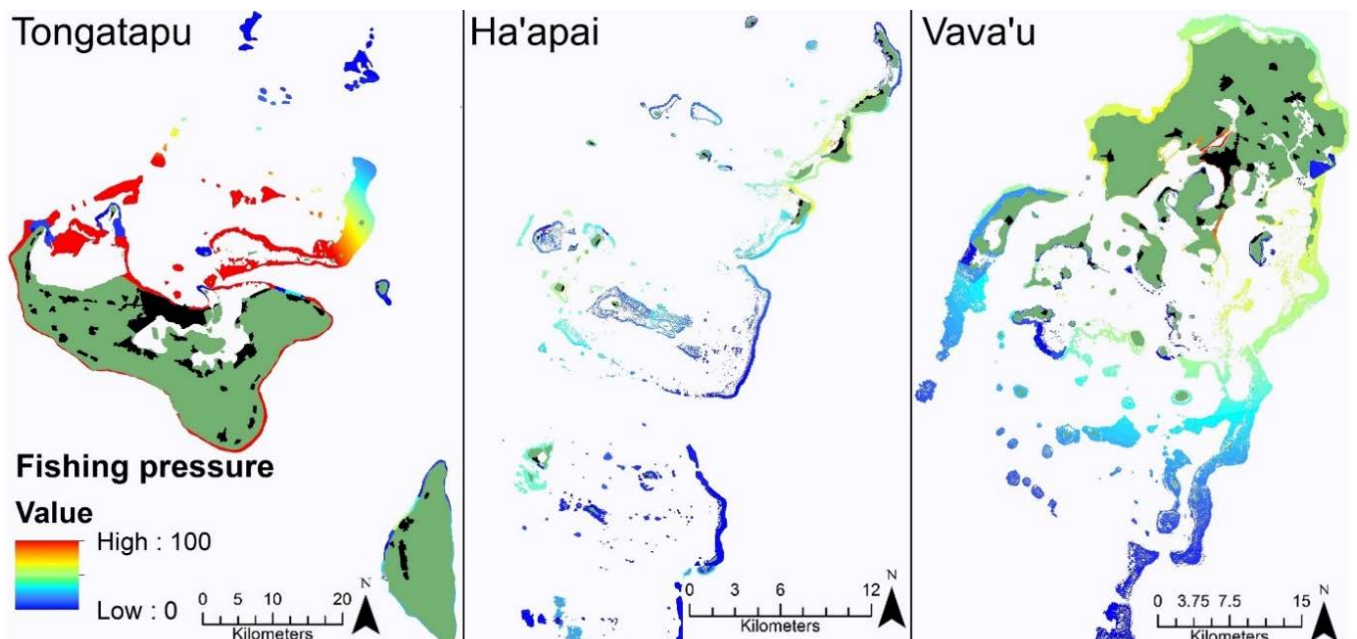 Tongatapu
Ha'apai
Vava'u
Fishing pressure
Value
High : 100
Low : 0
0 5 10 15 20
Kilometers
N
0 3 6 12
Kilometers
N
0 3.75 7.5 15
Kilometers
N